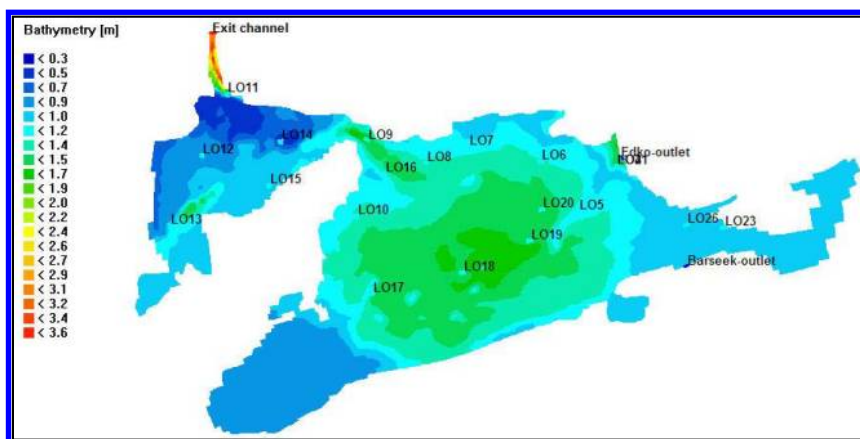 Exit channel
Bathymetry [m]
< 0.3
< 0.5
< 0.7
< 0.9
< 1.0
< 1.2
< 1.4
< 1.5
< 1.7
< 1.9
< 2.0
< 2.2
< 2.4
< 2.6
< 2.7
< 2.9
< 3.1
< 3.2
< 3.4
< 3.6
LO11
LO14
LO9
LO7
LO12
LO8
LO6
Edko-outlet
LO16
LO15
LO13
LO10
LO20
LO5
LO26
LO23
LO19
LO18
Barseek-outlet
LO17